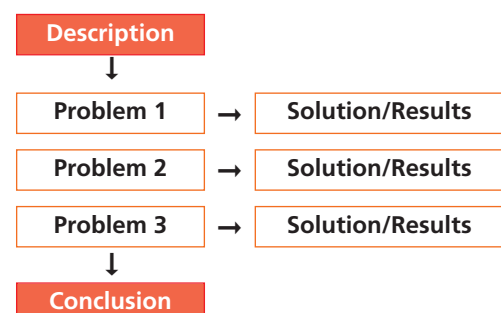 Description
Problem 1 → Solution/Results
Problem 2 → Solution/Results
Problem 3 → Solution/Results
Conclusion